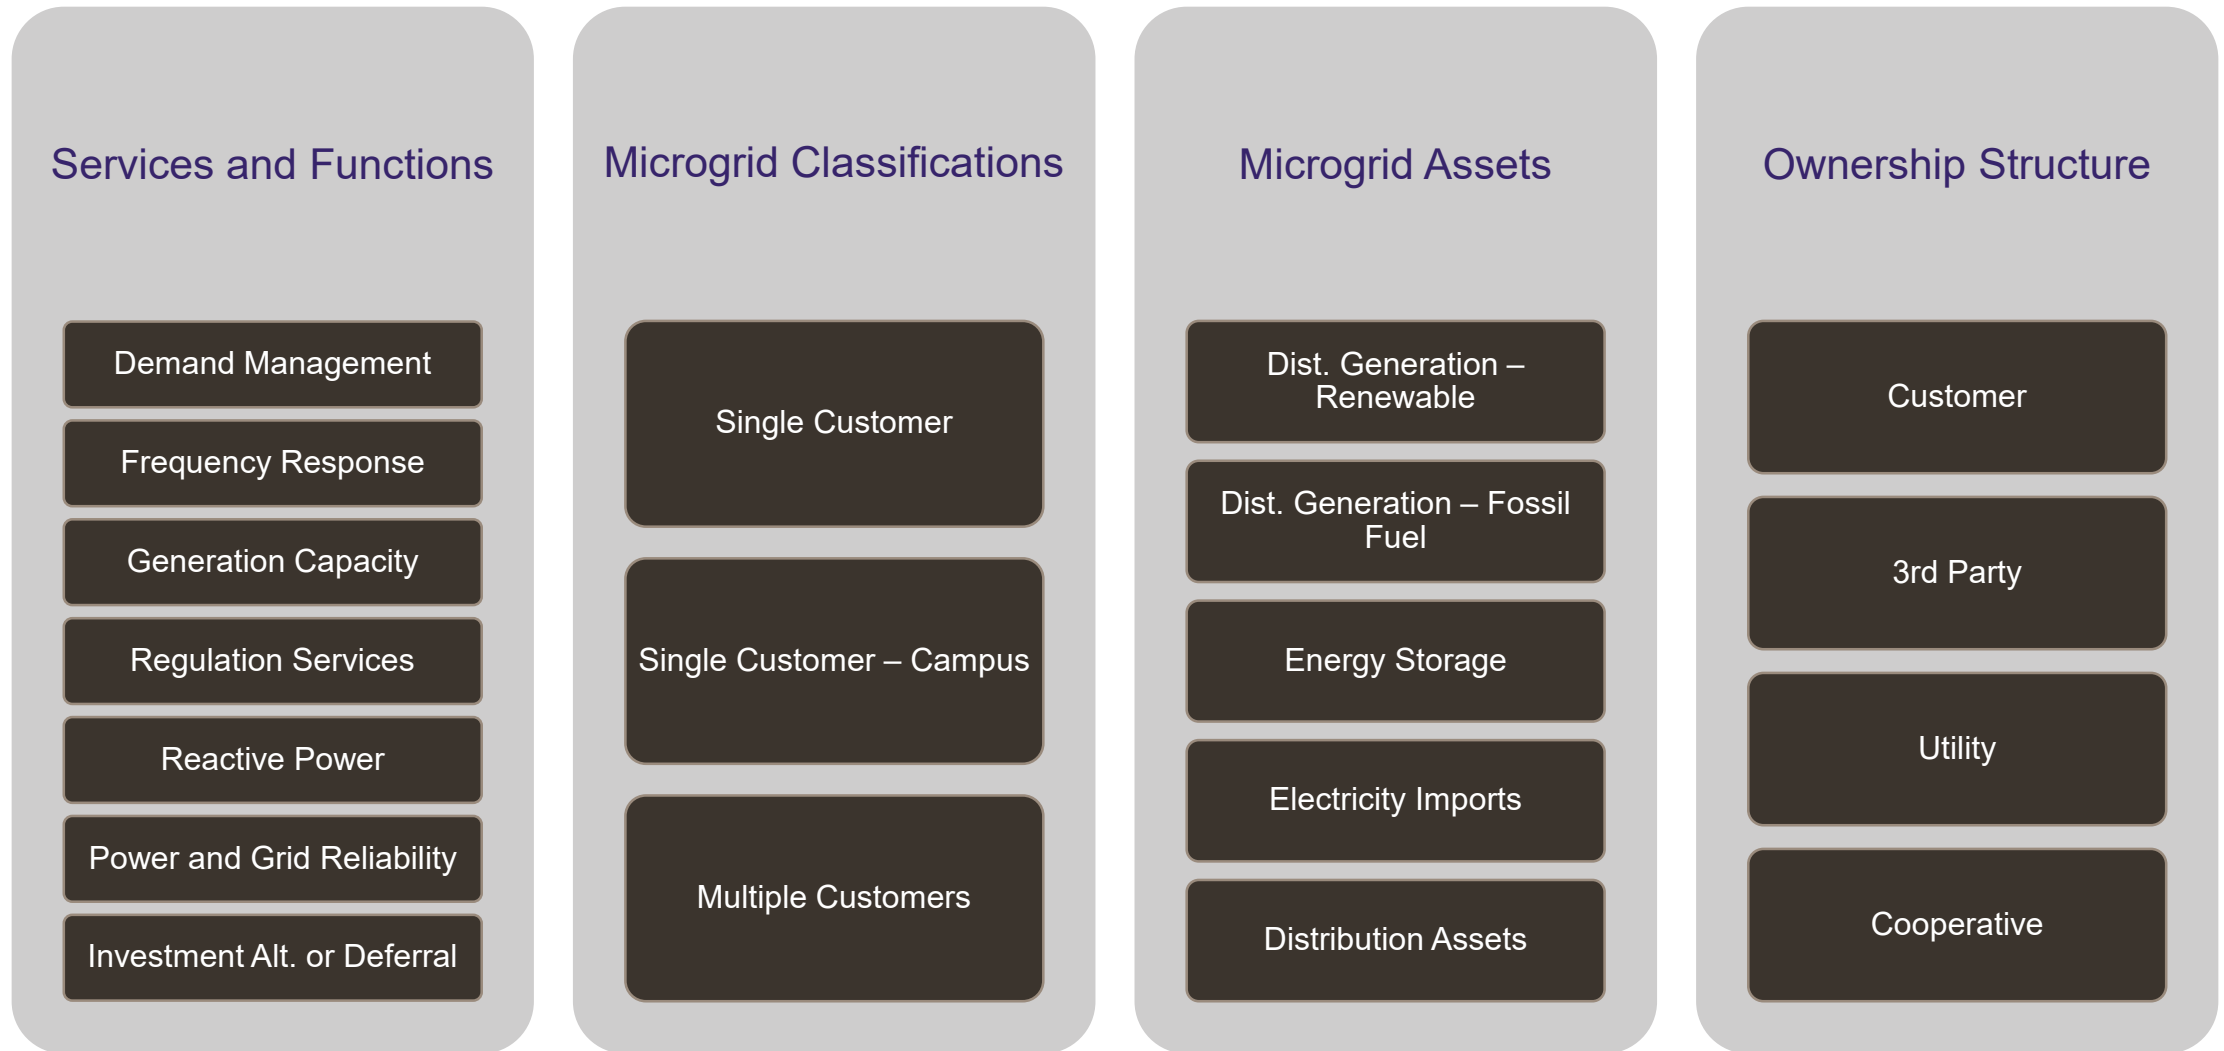 Services and Functions
Demand Management
Frequency Response
Generation Capacity
Regulation Services
Reactive Power
Power and Grid Reliability
Investment Alt. or Deferral
Microgrid Classifications
Single Customer
Single Customer – Campus
Multiple Customers
Microgrid Assets
Dist. Generation –
Renewable
Dist. Generation – Fossil
Fuel
Energy Storage
Electricity Imports
Distribution Assets
Ownership Structure
Customer
3rd Party
Utility
Cooperative